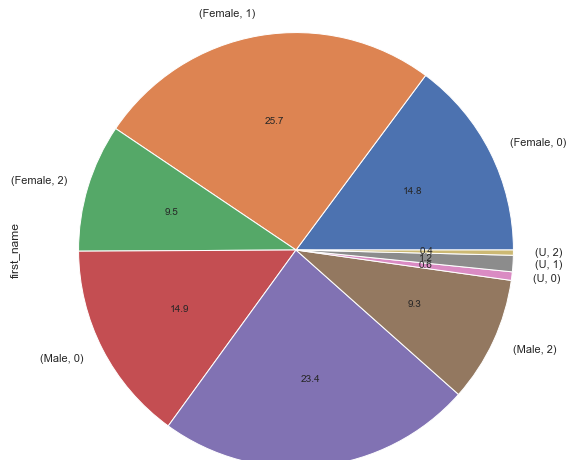 (Female, 1)
25.7
(Female, 0)
14.8
(Female, 2)
9.5
first_name
0.4
(U, 2)
1.2
(U, 1)
0.6
(U, 0)
14.9
9.3
(Male, 0)
(Male, 2)
23.4